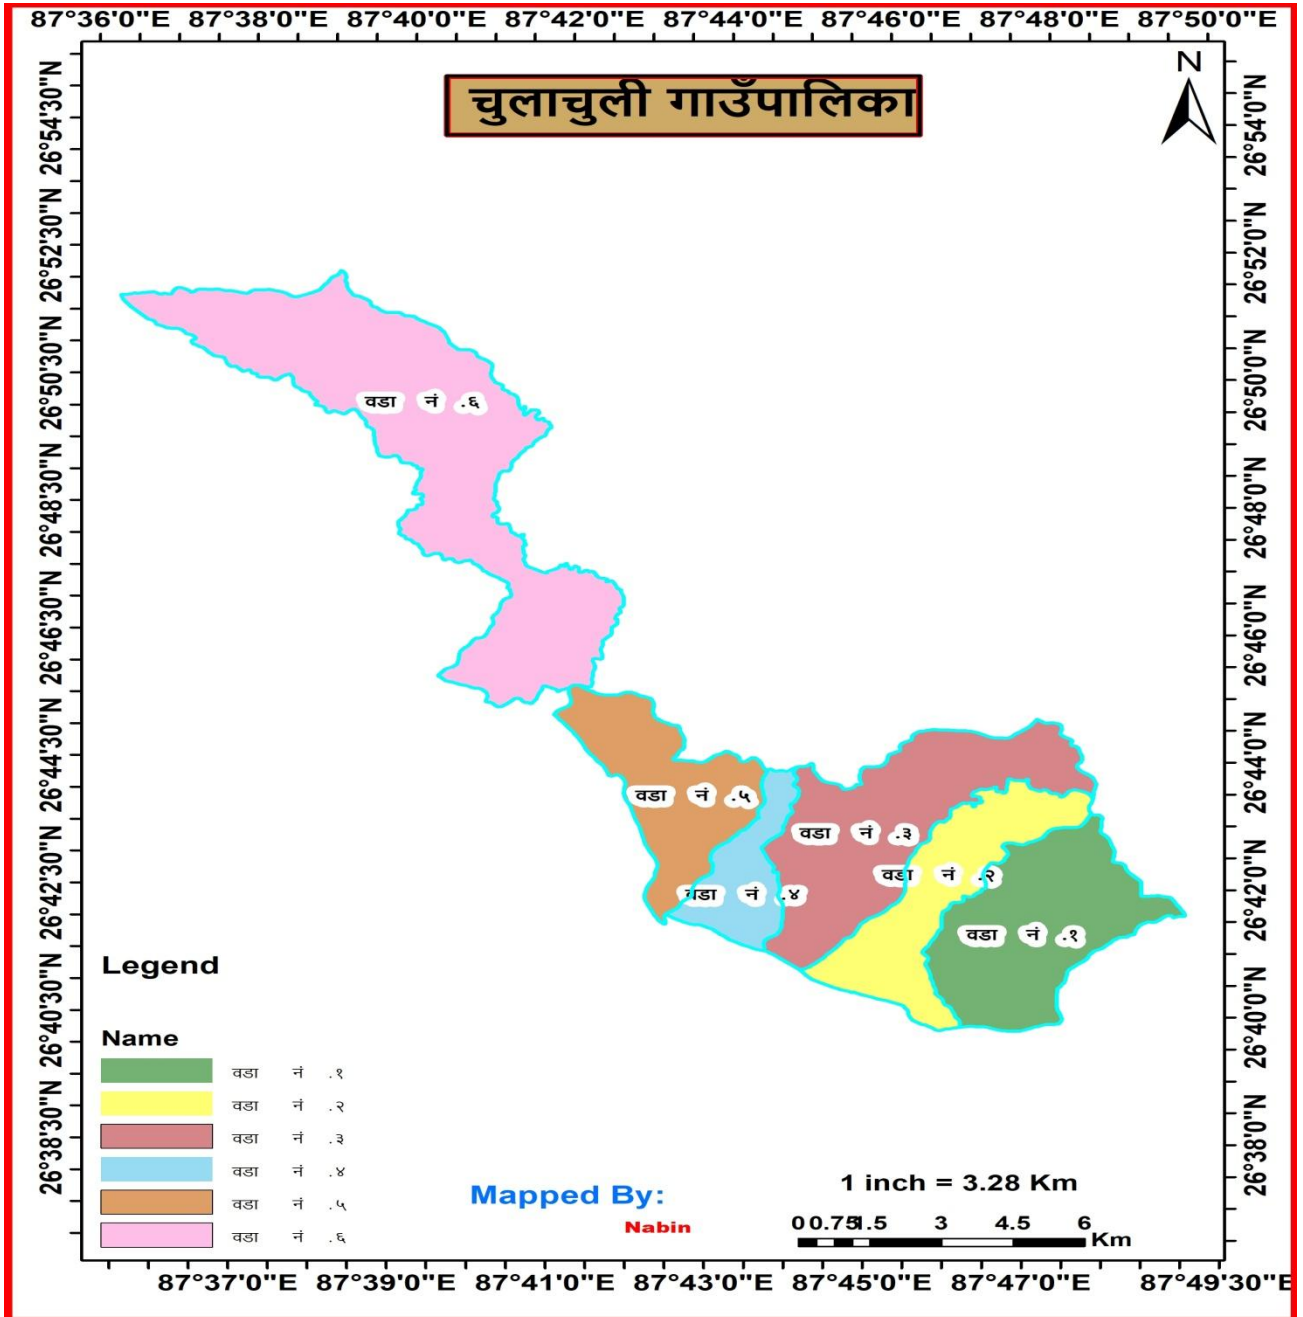 87°36'0"E 87°38'0"E 87°40'0"E 87°42'0"E 87°44'0"E 87°46'0"E 87°48'0"E 87°50'0"E
चुलाचुली गाउँपालिका
N
26°54'30"N
26°52'30"N
26°50'30"N
26°48'30"N
26°46'30"N
26°44'30"N
26°42'30"N
26°40'30"N
26°38'30"N
26°54'0"N
26°52'0"N
26°50'0"N
26°48'0"N
26°46'0"N
26°44'0"N
26°42'0"N
26°40'0"N
26°38'0"N
वडा नं .६
वडा नं .५
वडा नं .३
वडा नं .२
वडा नं .४
वडा नं .१
Legend
Name
वडा नं .१
वडा नं .२
वडा नं .३
वडा नं .४
वडा नं .५
वडा नं .६
Mapped By:
Nabin
1 inch = 3.28 Km
0 0.75 1.5 3 4.5 6
Km
87°37'0"E 87°39'0"E 87°41'0"E 87°43'0"E 87°45'0"E 87°47'0"E 87°49'30"E